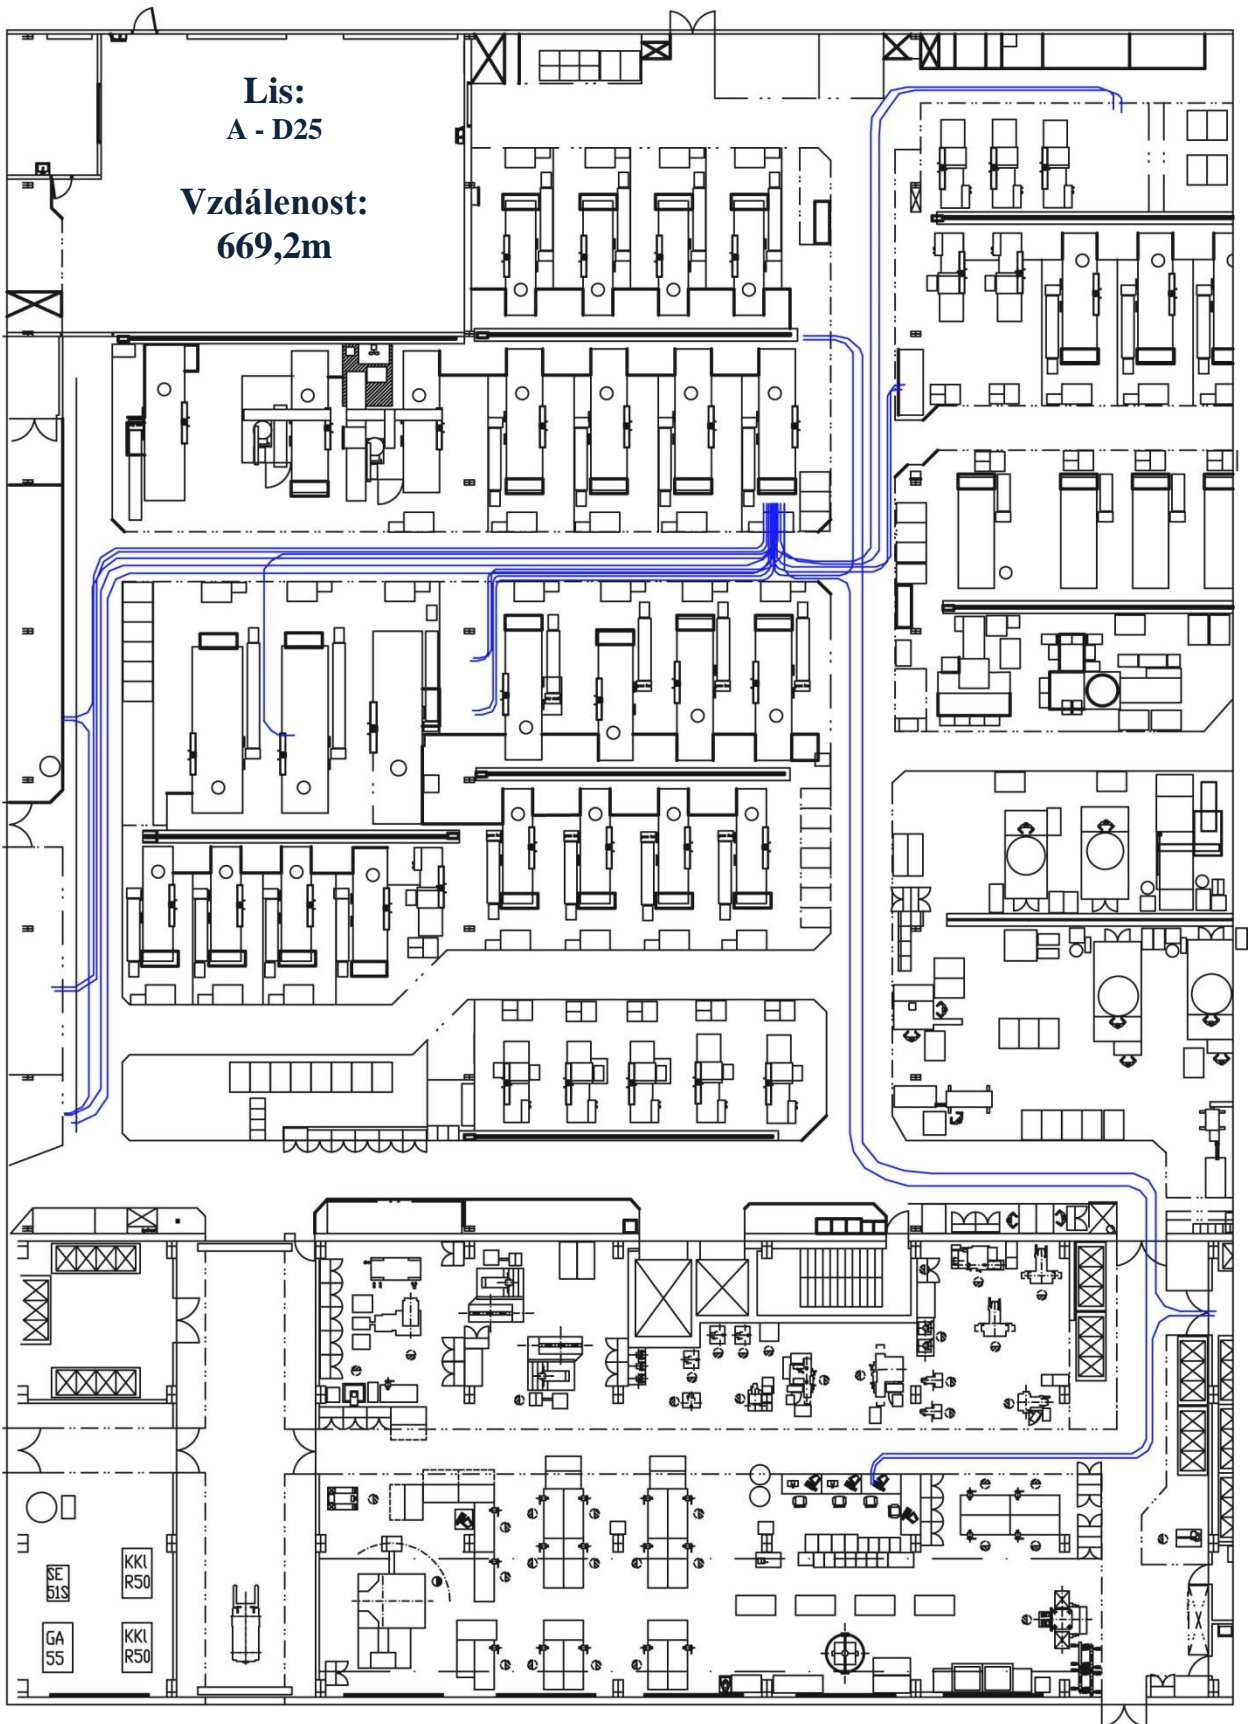 Lis:
A - D25
Vzdálenost:
669,2m
SE
51S
KKL
R50
GA
55
KKL
R50